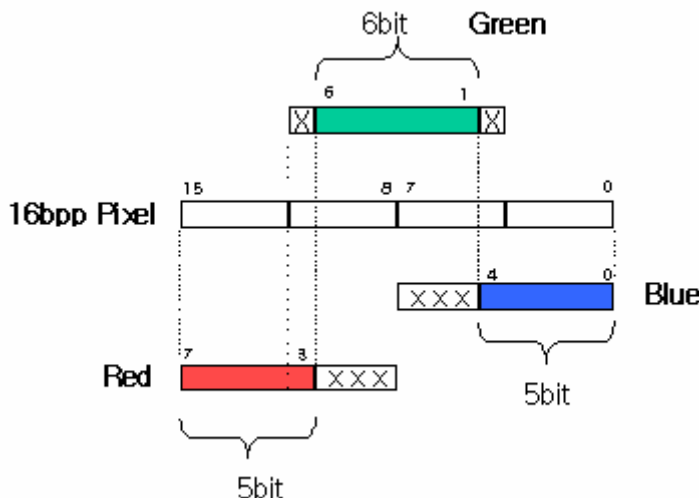 6bit Green
6 1
X X
15 8 7 0
16bpp Pixel
4 0
X X X Blue
7 3
Red X X X
5bit
5bit